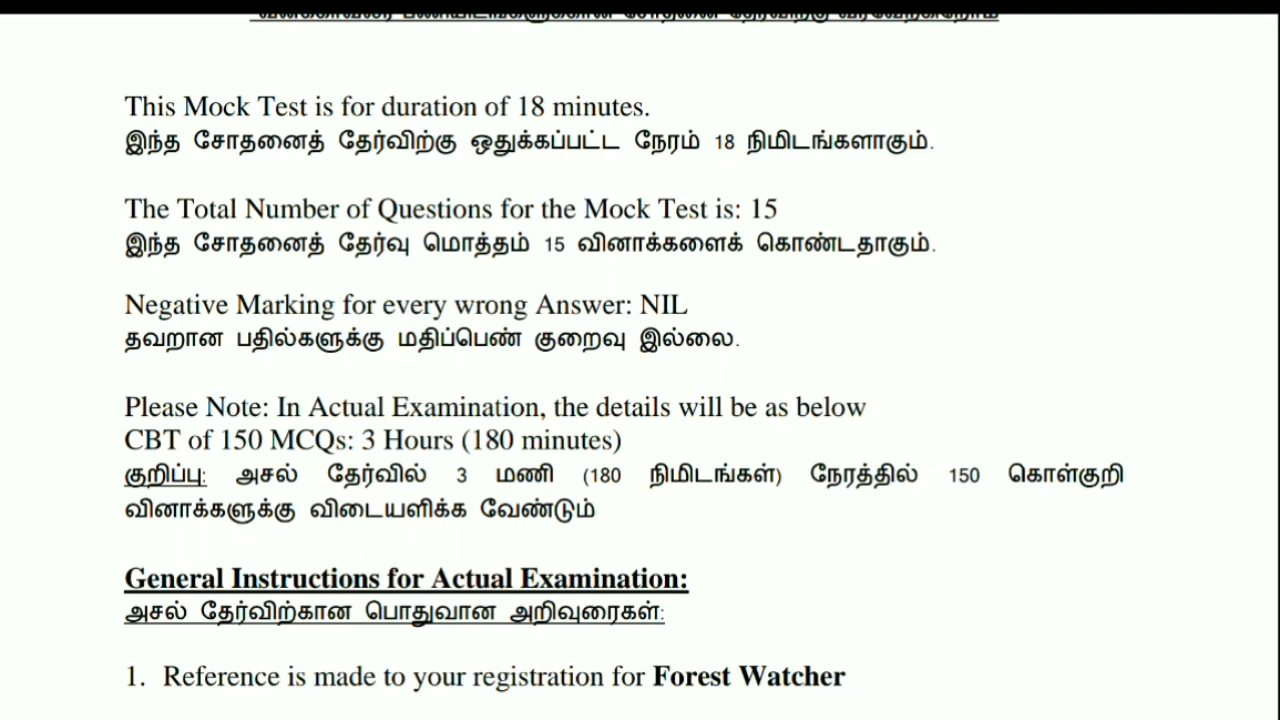 This Mock Test is for duration of 18 minutes.
இந்த சோதனைத் தேர்விற்கு ஒதுக்கப்பட்ட நேரம் 18 நிமிடங்களாகும்.
The Total Number of Questions for the Mock Test is: 15
இந்த சோதனைத் தேர்வு மொத்தம் 15 வினாக்களைக் கொண்டதாகும்.
Negative Marking for every wrong Answer: NIL
தவறான பதில்களுக்கு மதிப்பெண் குறைவு இல்லை.
Please Note: In Actual Examination, the details will be as below
CBT of 150 MCQs: 3 Hours (180 minutes)
குறிப்பு: அசல் தேர்வில் 3 மணி (180 நிமிடங்கள்) நேரத்தில் 150 கொள்குறி
வினாக்களுக்கு விடையளிக்க வேண்டும்
General Instructions for Actual Examination:
அசல் தேர்விற்கான பொதுவான அறிவுரைகள்:
1. Reference is made to your registration for Forest Watcher